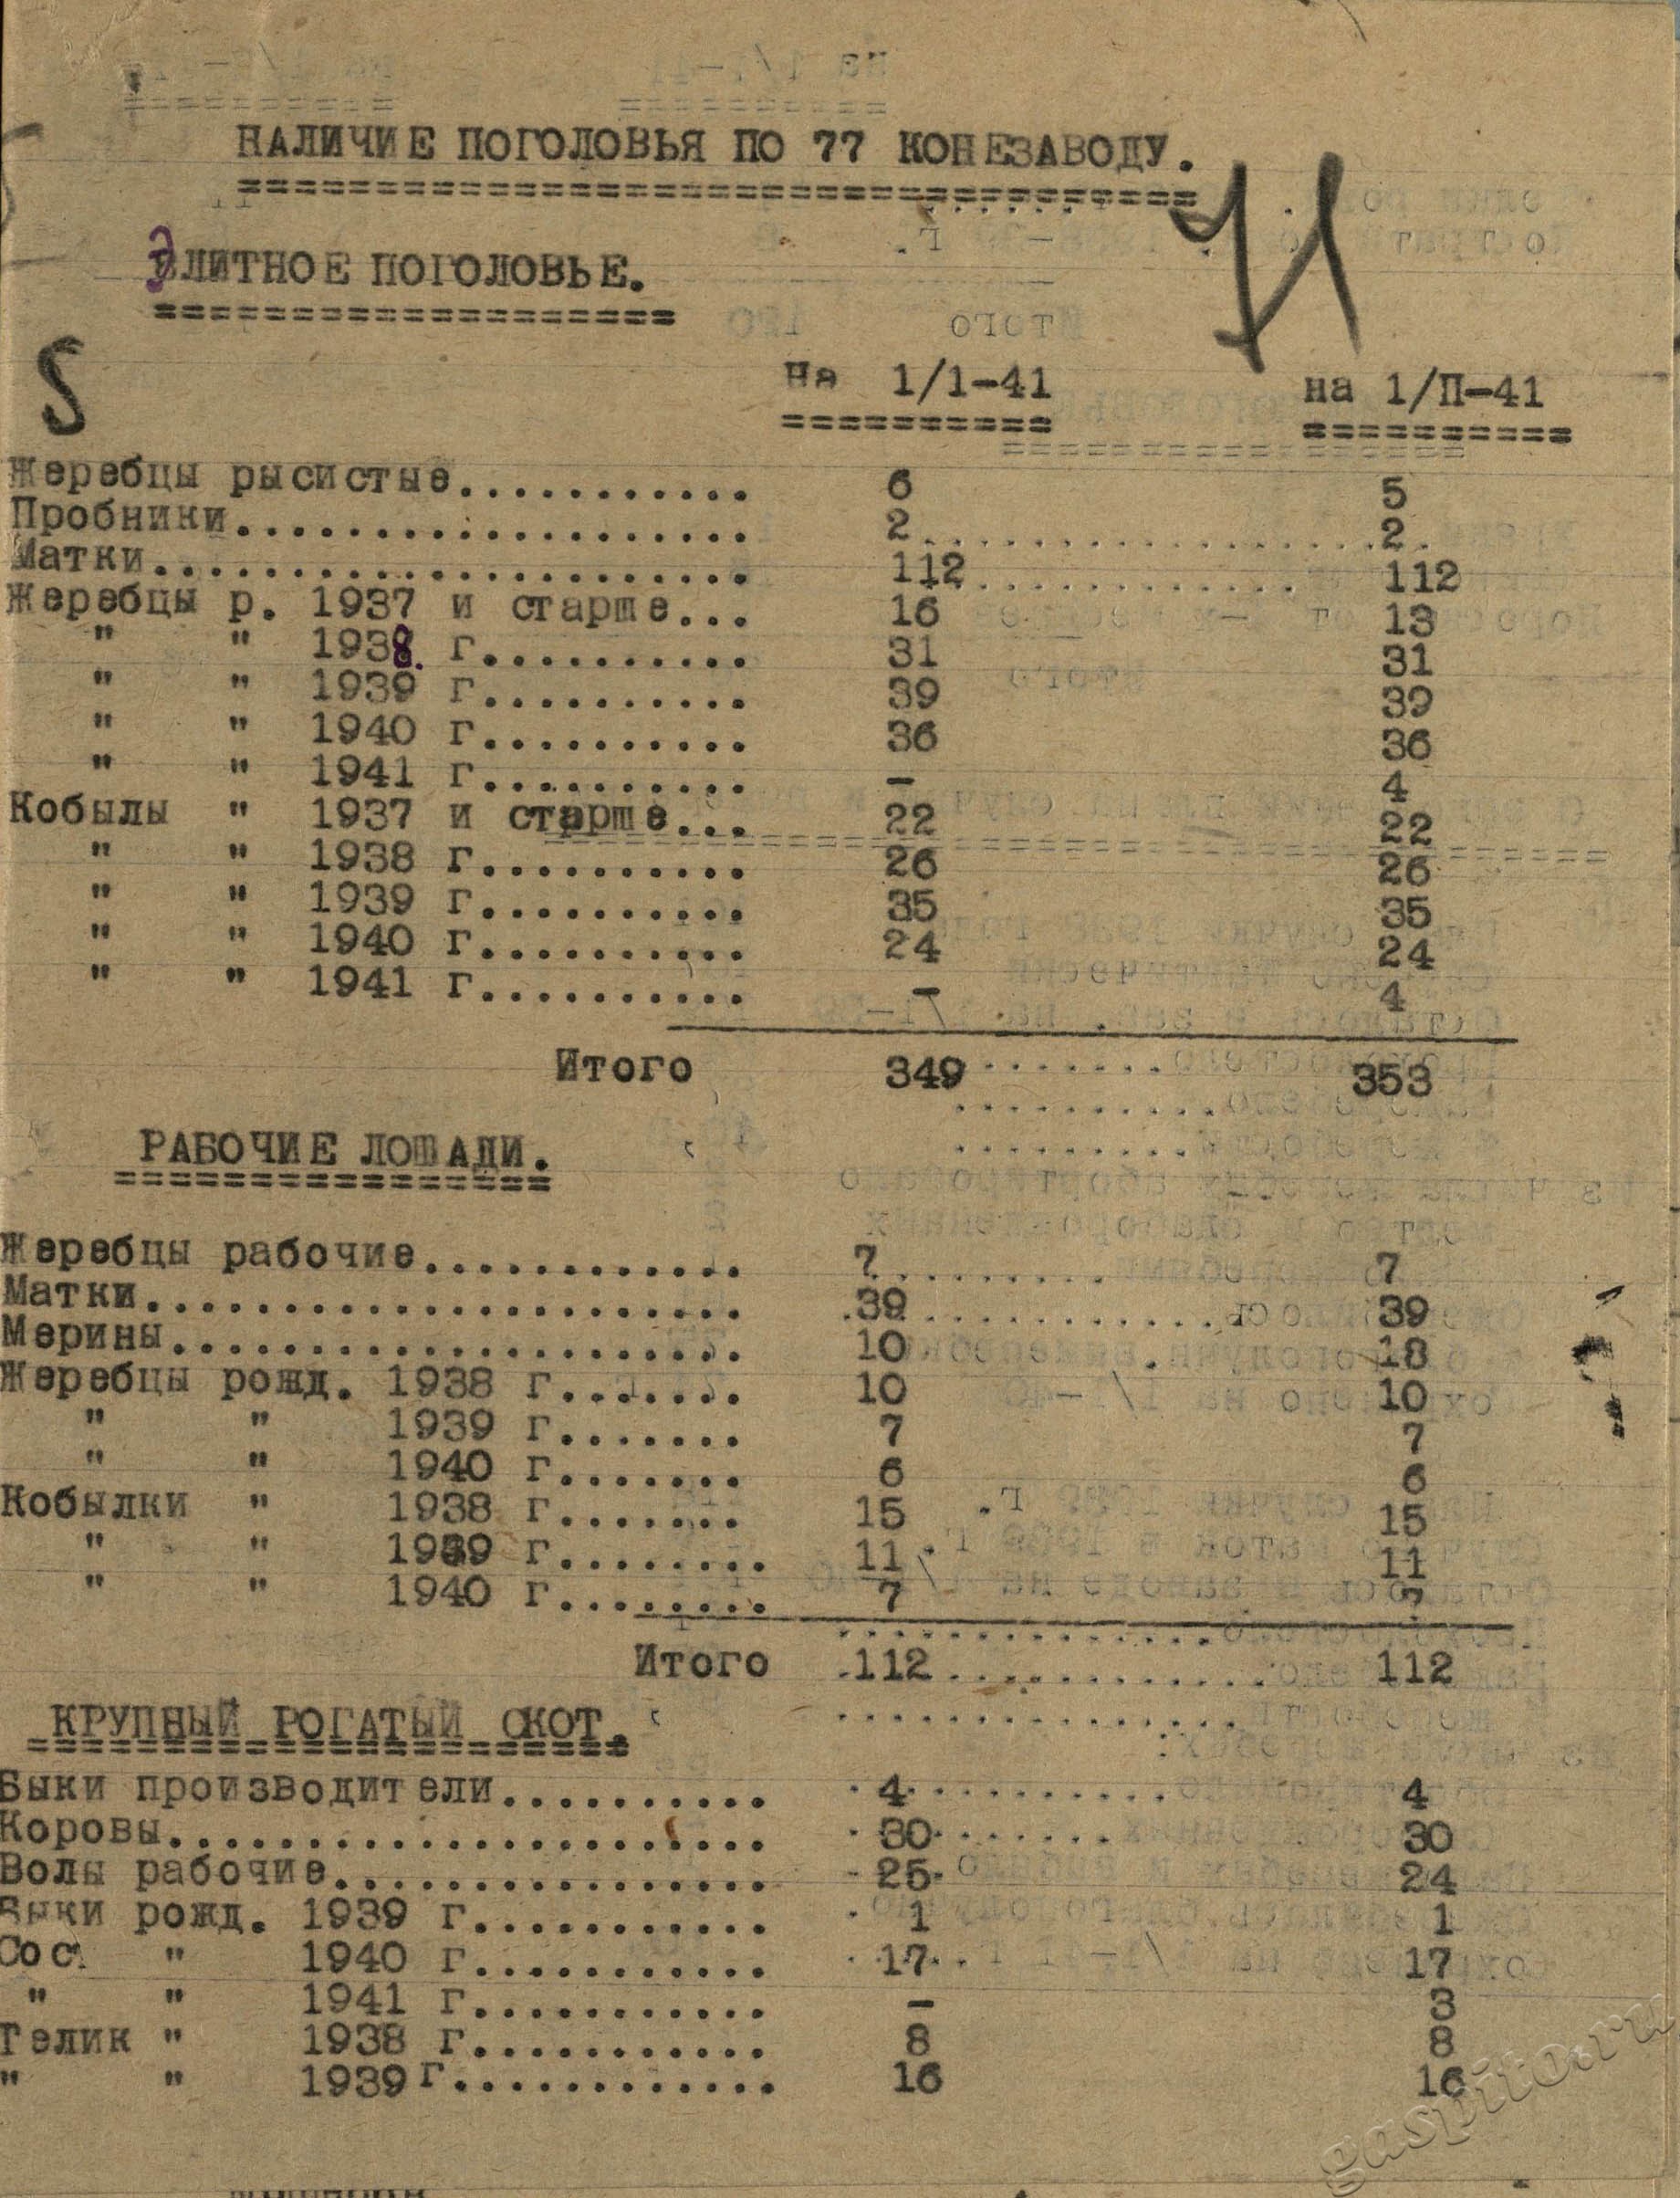 НАЛИЧИЕ ПОГОЛОВЬЯ ПО 77 КОНЕЗАВОДУ.
ЭЛИТНОЕ ПОГОЛОВЬЕ.
На 1/1-41 на 1/П-41
Жеребцы рысистые........... 6 5
Пробники................... 2 2
Матки...................... 112 112
Жеребцы р. 1937 и старше... 16 13
" " 1938. г.......... 31 31
" " 1939 г.......... 39 39
" " 1940 г.......... 36 36
" " 1941 г.......... - 4
Кобылы " 1937 и старше... 22 22
" " 1938 г.......... 26 26
" " 1939 г.......... 35 35
" " 1940 г.......... 24 24
" " 1941 г.......... - 4
Итого 349 353
РАБОЧИЕ ЛОШАДИ.
Жеребцы рабочие............ 7 7
Матки...................... 39 39
Мерины..................... 10 18
Жеребцы рожд. 1938 г....... 10 10
" " 1939 г....... 7 7
" " 1940 г....... 6 6
Кобылки " 1938 г....... 15 15
" " 1939 г........ 11 11
" " 1940 г........ 7 7
Итого 112 112
КРУПНЫЙ РОГАТЫЙ СКОТ.
Быки производители.......... 4 4
Коровы...................... 30 30
Волы рабочие................ 25 24
Быки рожд. 1939 г........... 1 1
Сос. " 1940 г........... 17 17
" " 1941 г........... - 3
Телик " 1938 г........... 8 8
" " 1939 г............ 16 16
gaspito.ru